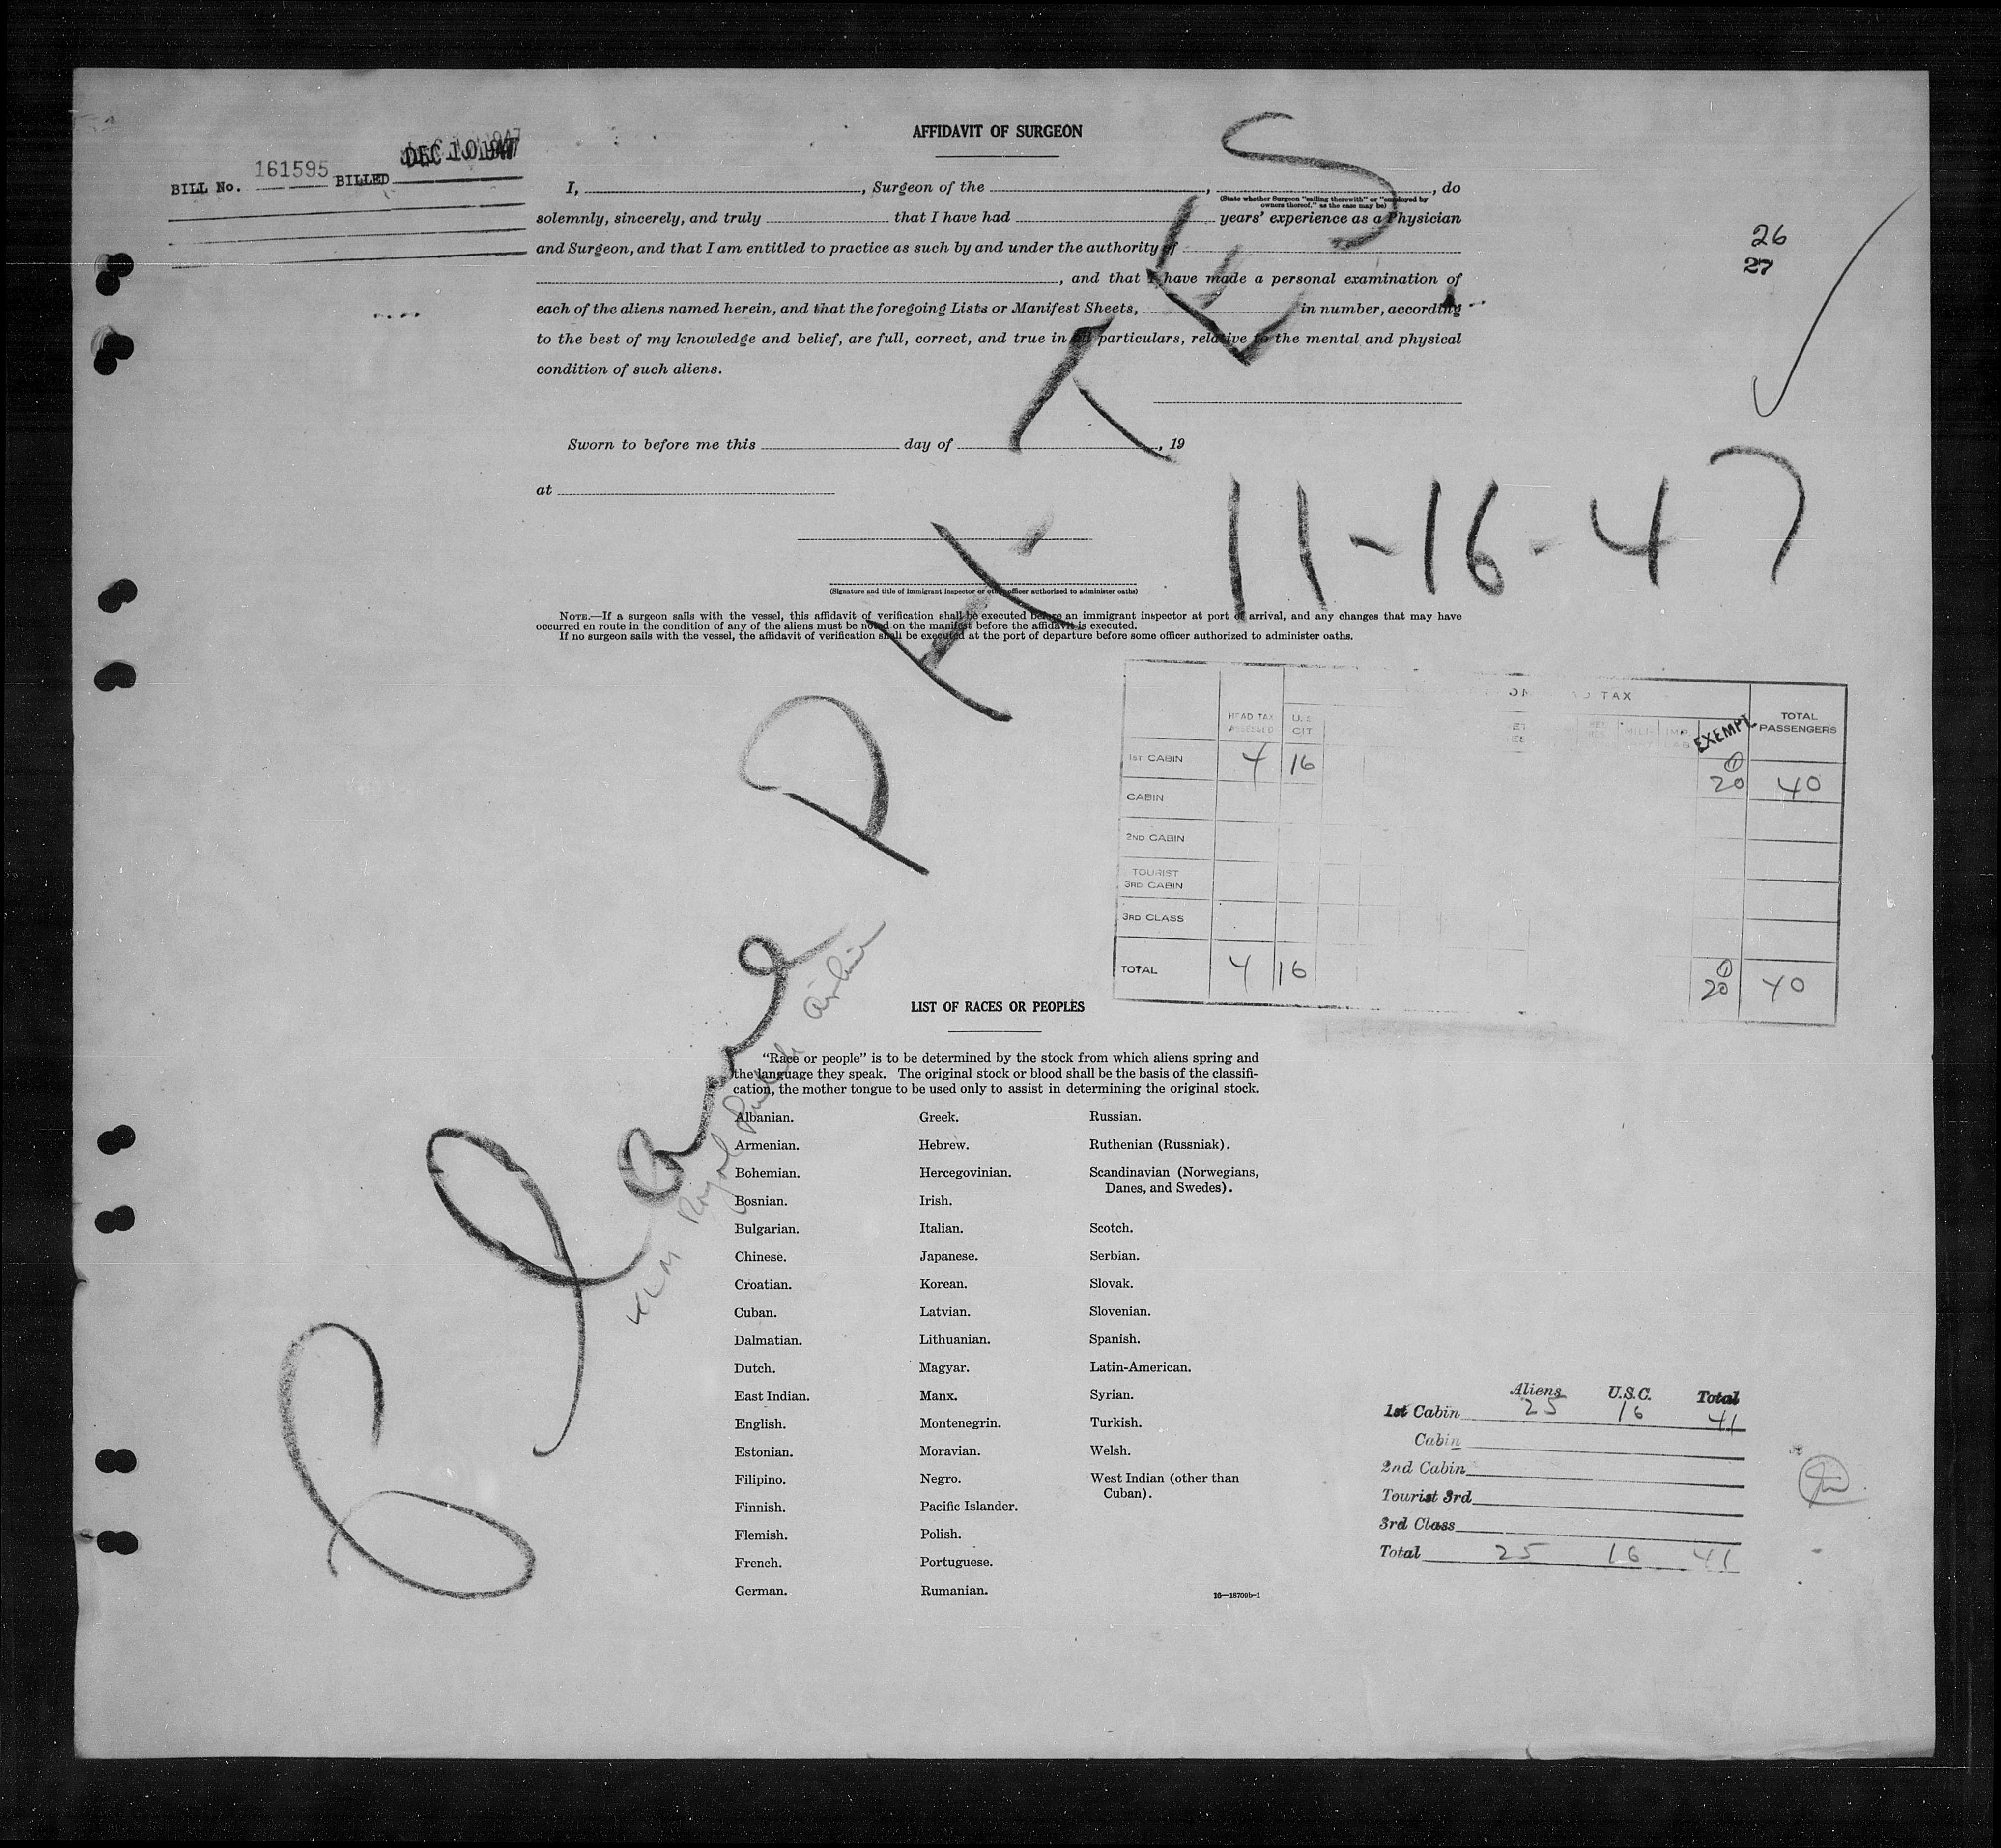 AFFIDAVIT OF SURGEON
BILL No. 161595 BILLED DEC 10 1947
I, , Surgeon of the , , do
(State whether Surgeon "sailing therewith" or "employed by
owners thereof," as the case may be)
solemnly, sincerely, and truly that I have had years' experience as a Physician
and Surgeon, and that I am entitled to practice as such by and under the authority of
, and that I have made a personal examination of
each of the aliens named herein, and that the foregoing Lists or Manifest Sheets, in number, according
to the best of my knowledge and belief, are full, correct, and true in all particulars, relative to the mental and physical
condition of such aliens.
26
27
Sworn to before me this day of , 19
at
11-16-47
(Signature and title of immigrant inspector or other officer authorized to administer oaths)
NOTE.—If a surgeon sails with the vessel, this affidavit of verification shall be executed before an immigrant inspector at port of arrival, and any changes that may have
occurred en route in the condition of any of the aliens must be noted on the manifest before the affidavit is executed.
If no surgeon sails with the vessel, the affidavit of verification shall be executed at the port of departure before some officer authorized to administer oaths.
TAX
HEAD TAX ASSESSED U.S. CIT EXEMPT TOTAL PASSENGERS
1ST CABIN 4 16 1 20 40
CABIN
2ND CABIN
TOURIST
3RD CABIN
3RD CLASS
TOTAL 4 16 1 20 40
KLM Royal Dutch Airline
LIST OF RACES OR PEOPLES
"Race or people" is to be determined by the stock from which aliens spring and
the language they speak. The original stock or blood shall be the basis of the classifi-
cation, the mother tongue to be used only to assist in determining the original stock.
Albanian.
Armenian.
Bohemian.
Bosnian.
Bulgarian.
Chinese.
Croatian.
Cuban.
Dalmatian.
Dutch.
East Indian.
English.
Estonian.
Filipino.
Finnish.
Flemish.
French.
German.
Greek.
Hebrew.
Hercegovinian.
Irish.
Italian.
Japanese.
Korean.
Latvian.
Lithuanian.
Magyar.
Manx.
Montenegrin.
Moravian.
Negro.
Pacific Islander.
Polish.
Portuguese.
Rumanian.
Russian.
Ruthenian (Russniak).
Scandinavian (Norwegians,
Danes, and Swedes).
Scotch.
Serbian.
Slovak.
Slovenian.
Spanish.
Latin-American.
Syrian.
Turkish.
Welsh.
West Indian (other than
Cuban).
16—18709b-1
Aliens U.S.C. Total
1st Cabin 25 16 41
Cabin
2nd Cabin
Tourist 3rd
3rd Class
Total 25 16 41